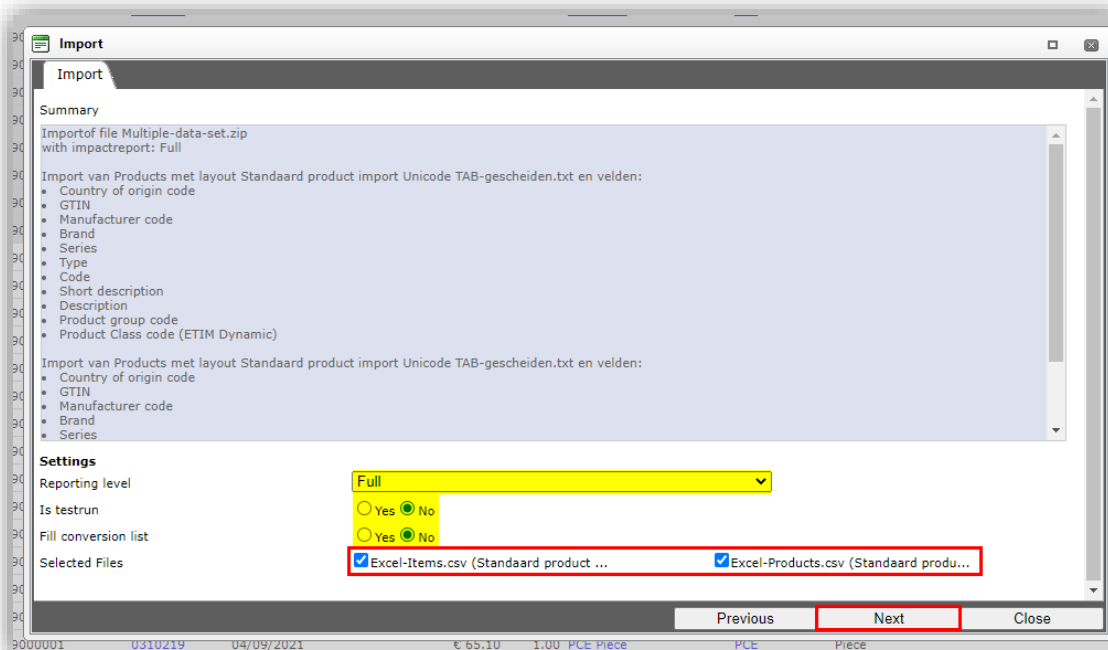 Import
Import
Summary
Importof file Multiple-data-set.zip
with impactreport: Full
Import van Products met layout Standaard product import Unicode TAB-gescheiden.txt en velden:
• Country of origin code
• GTIN
• Manufacturer code
• Brand
• Series
• Type
• Code
• Short description
• Description
• Product group code
• Product Class code (ETIM Dynamic)
Import van Products met layout Standaard product import Unicode TAB-gescheiden.txt en velden:
• Country of origin code
• GTIN
• Manufacturer code
• Brand
• Series
Settings
Reporting level Full
Is testrun Yes No
Fill conversion list Yes No
Selected Files Excel-Items.csv (Standaard product ... Excel-Products.csv (Standaard produ...
Previous Next Close
9000001 0310219 04/09/2021 € 65.10 1.00 PCE Piece PCE Piece